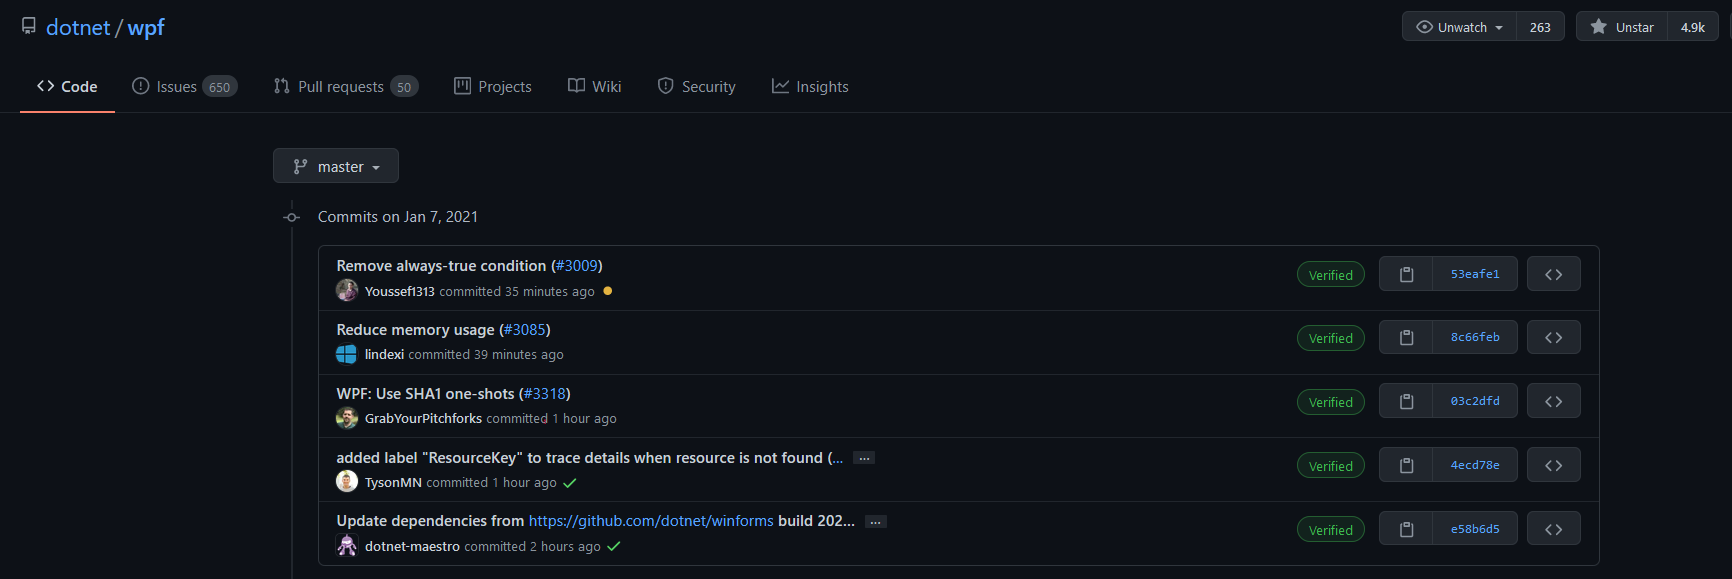 dotnet / wpf
Unwatch 263 Unstar 4.9k
Code Issues 650 Pull requests 50 Projects Wiki Security Insights
master
Commits on Jan 7, 2021
Remove always-true condition (#3009)
Youssef1313 committed 35 minutes ago
Verified 53eafe1
Reduce memory usage (#3085)
lindexi committed 39 minutes ago
Verified 8c66feb
WPF: Use SHA1 one-shots (#3318)
GrabYourPitchforks committed 1 hour ago
Verified 03c2dfd
added label "ResourceKey" to trace details when resource is not found (... ...
TysonMN committed 1 hour ago
Verified 4ecd78e
Update dependencies from https://github.com/dotnet/winforms build 202... ...
dotnet-maestro committed 2 hours ago
Verified e58b6d5